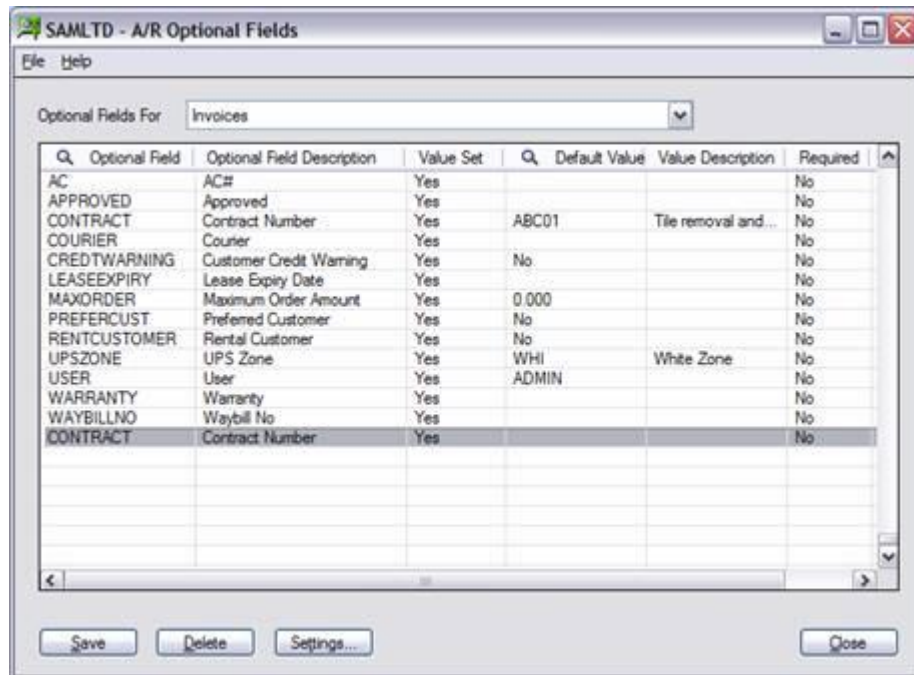 SAMLTD - A/R Optional Fields
File Help
Optional Fields For Invoices
Optional Field Optional Field Description Value Set Default Value Value Description Required
AC AC# Yes No
APPROVED Approved Yes No
CONTRACT Contract Number Yes ABC01 Tile removal and... No
COURIER Courier Yes No
CREDTWARNING Customer Credit Warning Yes No No
LEASEEXPIRY Lease Expiry Date Yes No
MAXORDER Maximum Order Amount Yes 0.000 No
PREFERCUST Preferred Customer Yes No No
RENTCUSTOMER Rental Customer Yes No No
UPSZONE UPS Zone Yes WHI White Zone No
USER User Yes ADMIN No
WARRANTY Warranty Yes No
WAYBILLNO Waybill No Yes No
CONTRACT Contract Number Yes No
Save Delete Settings... Close